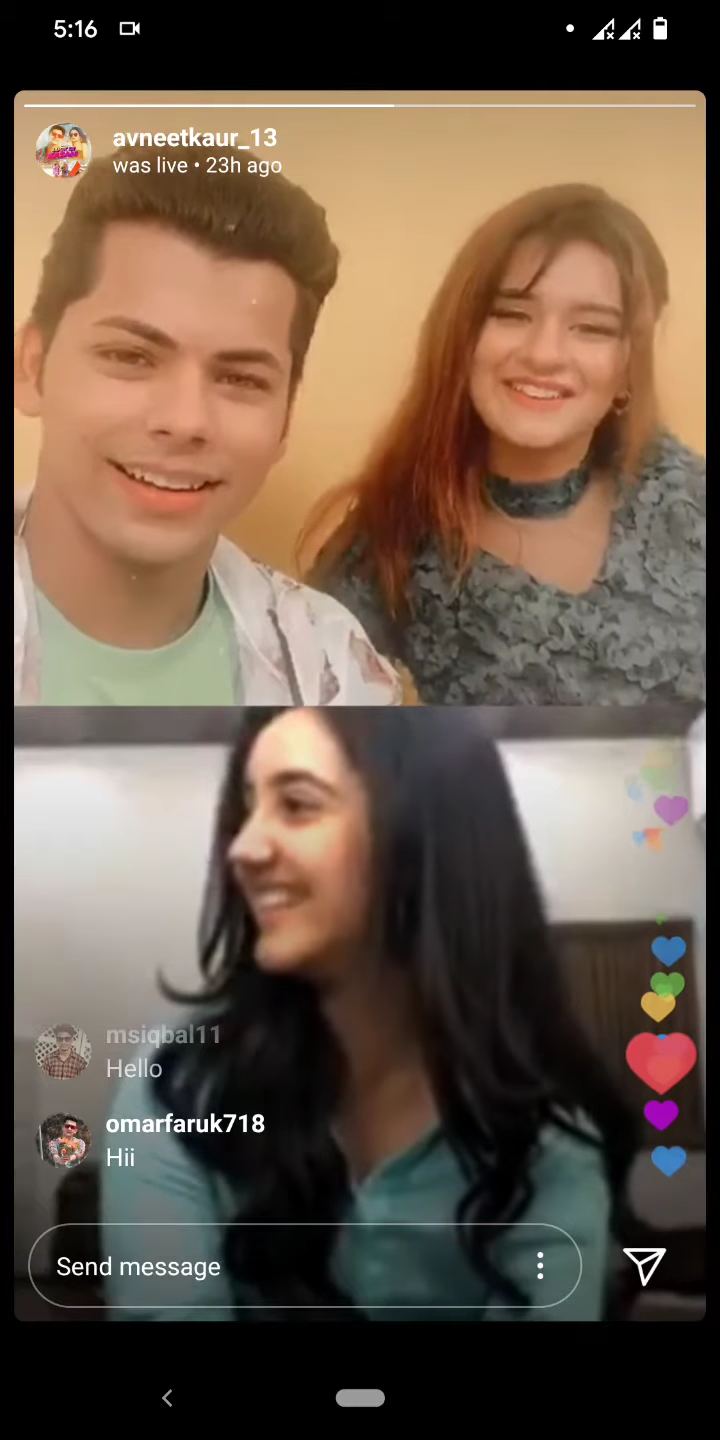 5:16
avneetkaur_13
was live • 23h ago
msiqbal11
Hello
omarfaruk718
Hii
Send message